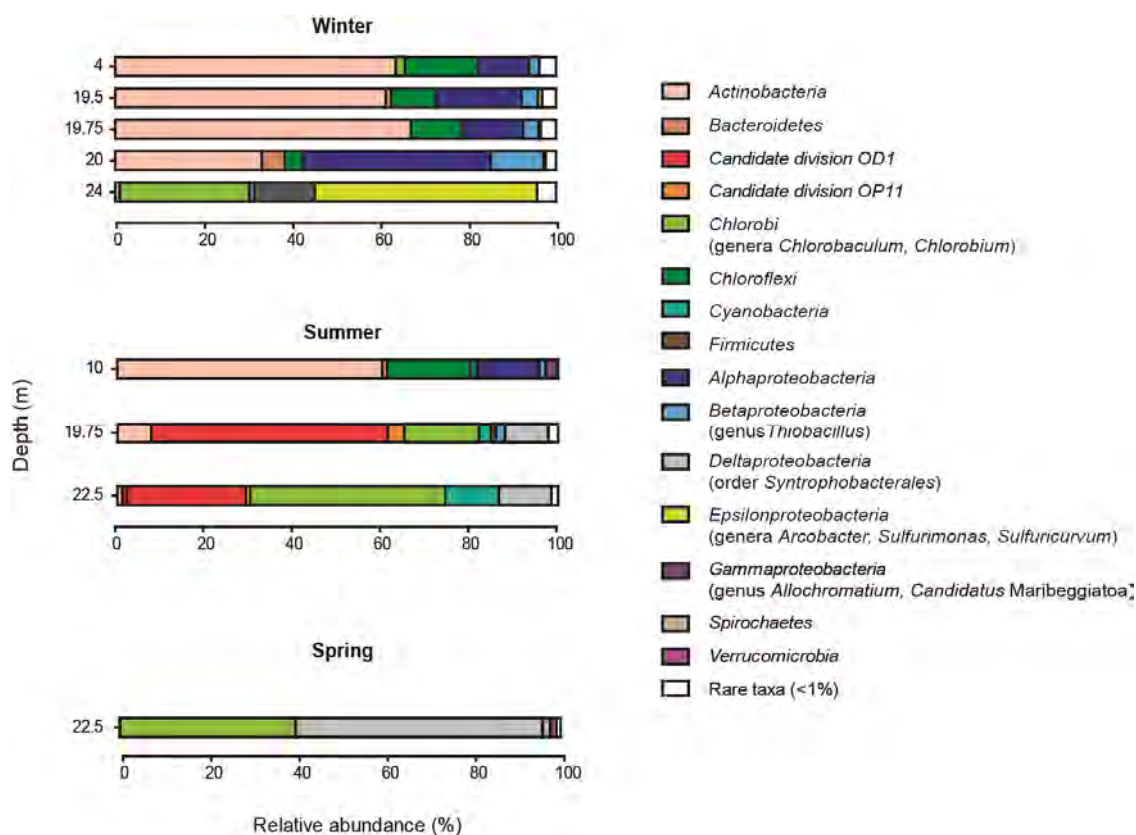 Winter
4
19.5
19.75
20
24
0 20 40 60 80 100
Summer
10
19.75
22.5
0 20 40 60 80 100
Depth (m)
Spring
22.5
0 20 40 60 80 100
Relative abundance (%)
Actinobacteria
Bacteroidetes
Candidate division OD1
Candidate division OP11
Chlorobi
(genera Chlorobaculum, Chlorobium)
Chloroflexi
Cyanobacteria
Firmicutes
Alphaproteobacteria
Betaproteobacteria
(genus Thiobacillus)
Deltaproteobacteria
(order Syntrophobacterales)
Epsilonproteobacteria
(genera Arcobacter, Sulfurimonas, Sulfuricurvum)
Gammaproteobacteria
(genus Allochromatium, Candidatus Maribeggiatoa)
Spirochaetes
Verrucomicrobia
Rare taxa (<1%)